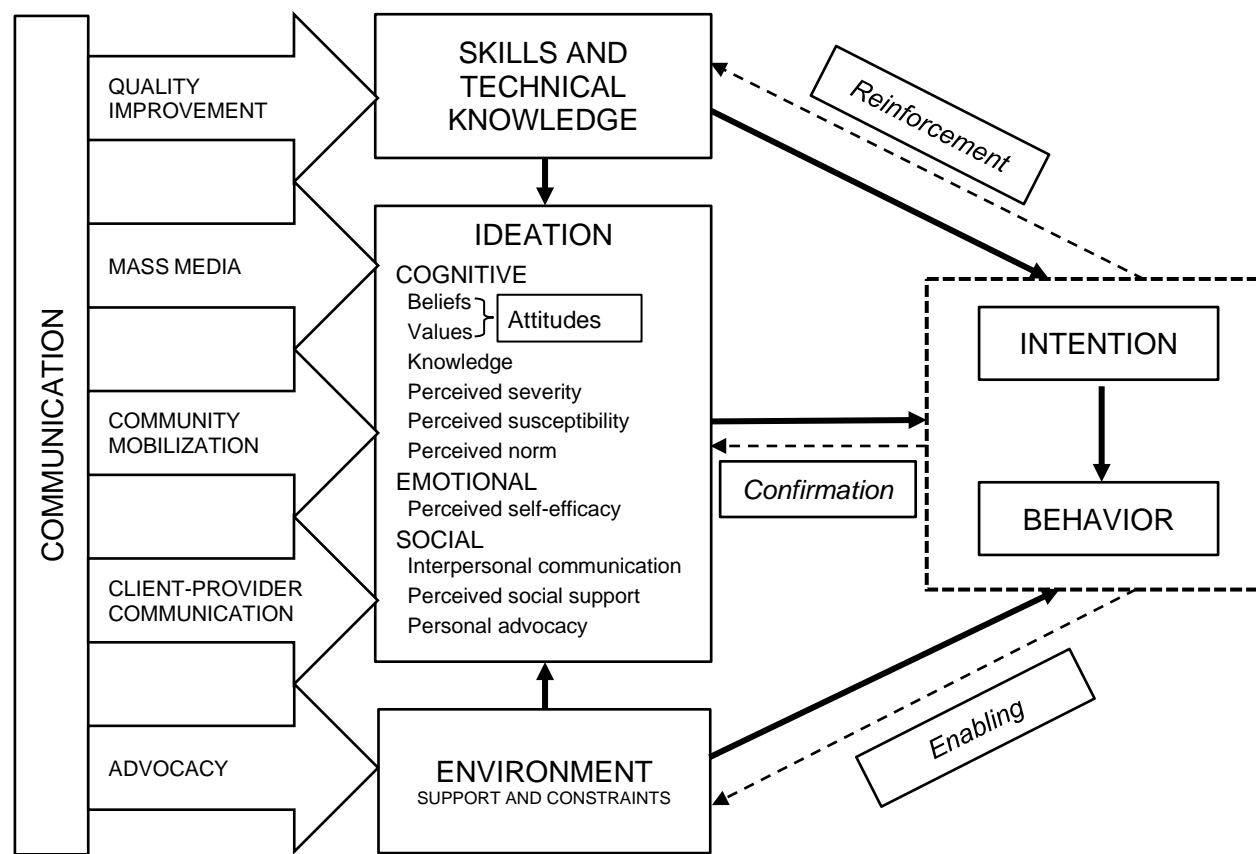 COMMUNICATION
QUALITY
IMPROVEMENT
MASS MEDIA
COMMUNITY
MOBILIZATION
CLIENT-PROVIDER
COMMUNICATION
ADVOCACY
SKILLS AND
TECHNICAL
KNOWLEDGE
IDEATION
COGNITIVE
Beliefs
Values
Attitudes
Knowledge
Perceived severity
Perceived susceptibility
Perceived norm
EMOTIONAL
Perceived self-efficacy
SOCIAL
Interpersonal communication
Perceived social support
Personal advocacy
ENVIRONMENT
SUPPORT AND CONSTRAINTS
Reinforcement
Confirmation
Enabling
INTENTION
BEHAVIOR